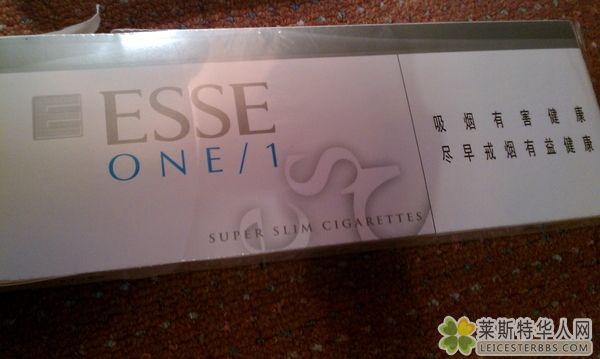 ESSE
ONE/1
SUPER SLIM CIGARETTES
吸烟有害健康
尽早戒烟有益健康
莱斯特华人网
LEICESTERBBS.COM